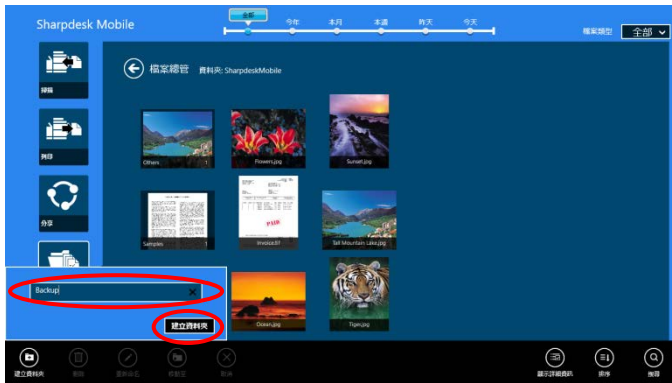 Sharpdesk Mobile
全部
今年
本月
本週
昨天
今天
檔案類型
全部
檔案總管
資料夾: SharpdeskMobile
掃描
列印
分享
Others
1
Flowers.jpg
Sunset.jpg
Samples
1
PAID
Tall Mountain Lake.jpg
Backup
建立資料夾
Ocean.jpg
Tiger.jpg
建立資料夾
刪除
重新命名
移動至
取消
顯示詳細資訊
排序
搜尋